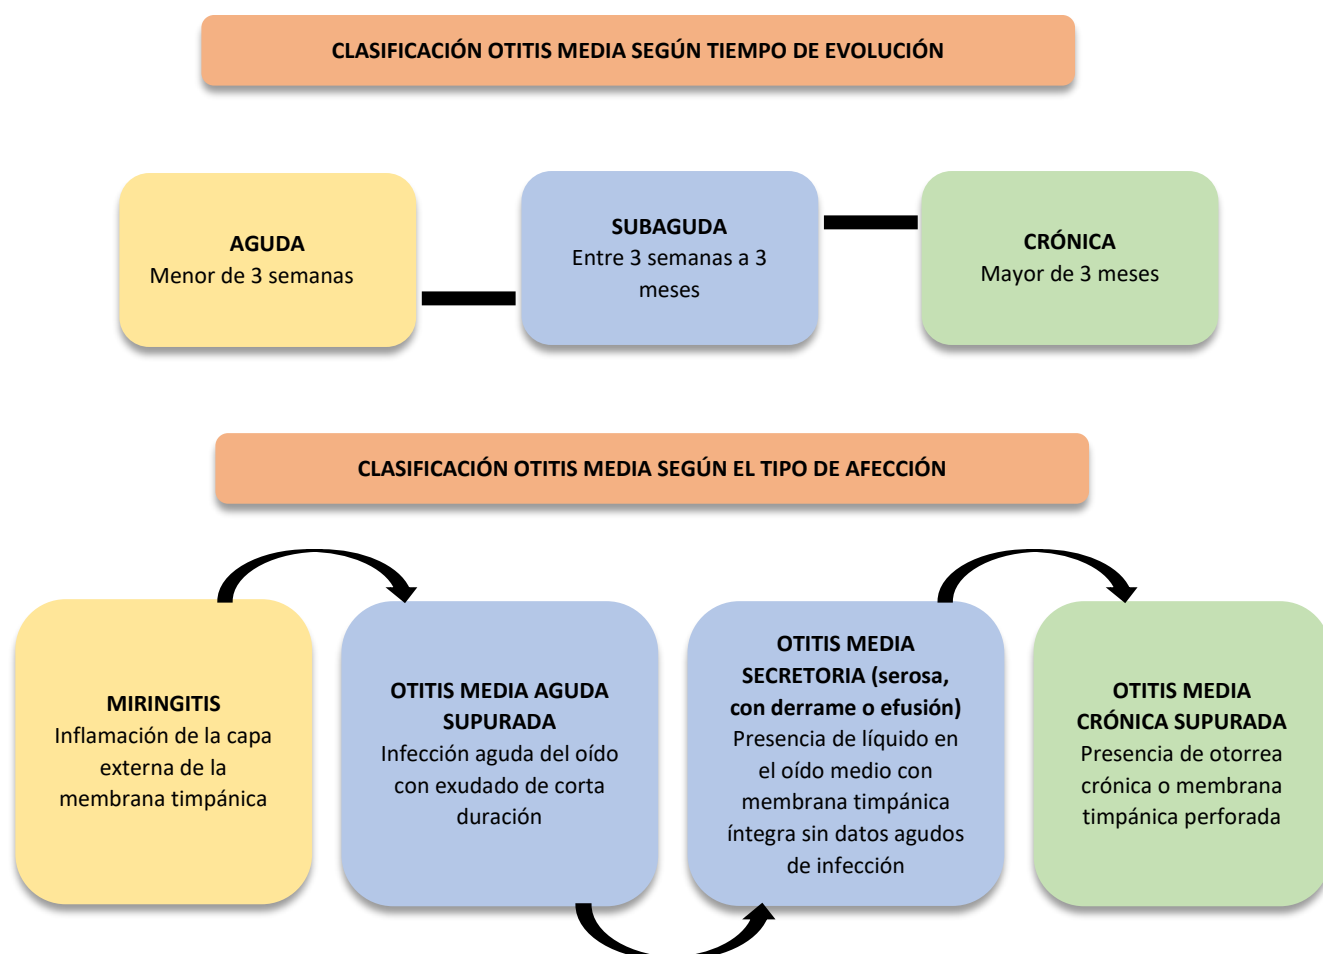 CLASIFICACIÓN OTITIS MEDIA SEGÚN TIEMPO DE EVOLUCIÓN
AGUDA
Menor de 3 semanas
SUBAGUDA
Entre 3 semanas a 3
meses
CRÓNICA
Mayor de 3 meses
CLASIFICACIÓN OTITIS MEDIA SEGÚN EL TIPO DE AFECCIÓN
MIRINGITIS
Inflamación de la capa
externa de la
membrana timpánica
OTITIS MEDIA AGUDA
SUPURADA
Infección aguda del oído
con exudado de corta
duración
OTITIS MEDIA
SECRETORIA (serosa,
con derrame o efusión)
Presencia de líquido en
el oído medio con
membrana timpánica
íntegra sin datos agudos
de infección
OTITIS MEDIA
CRÓNICA SUPURADA
Presencia de otorrea
crónica o membrana
timpánica perforada